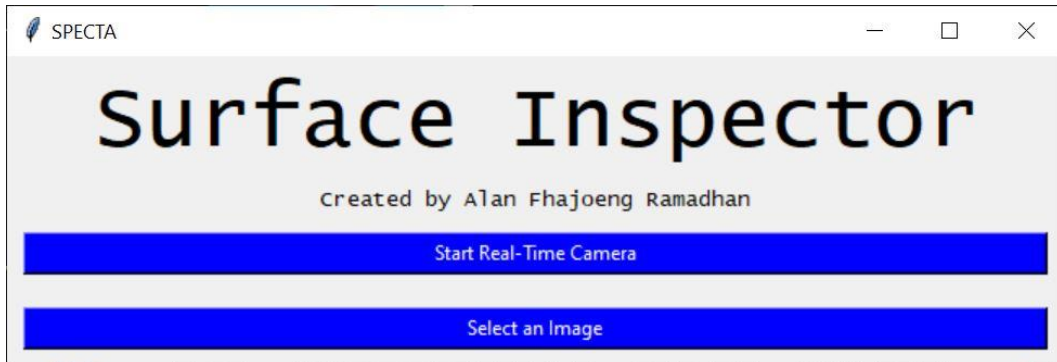 SPECTA
Surface Inspector
Created by Alan Fhajoeng Ramadhan
Start Real-Time Camera
Select an Image